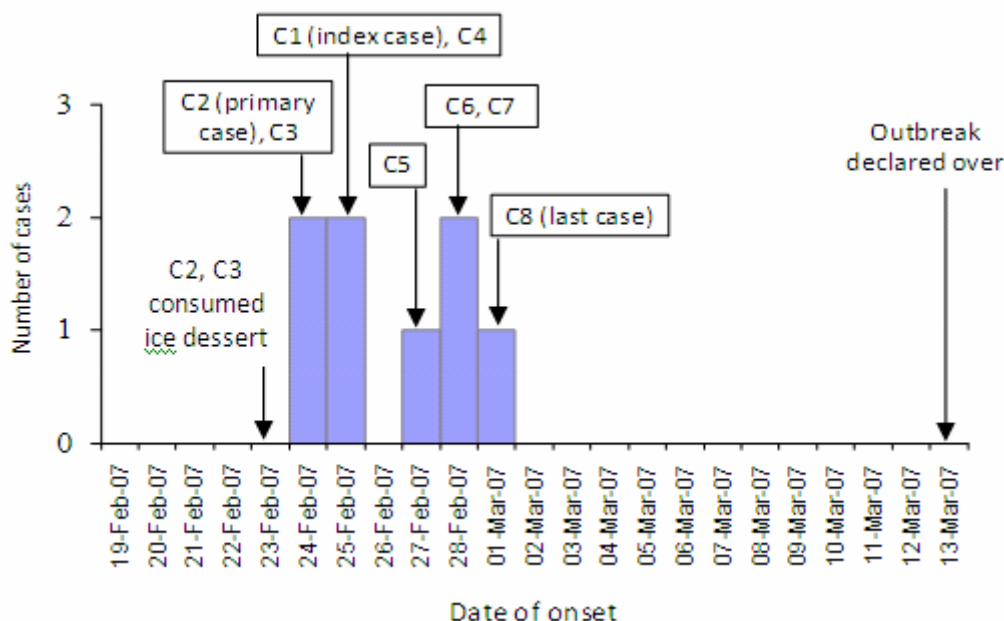 C1 (index case), C4
C2 (primary
case), C3
C6, C7
C5
C8 (last case)
Outbreak
declared over
C2, C3
consumed
ice dessert
Number of cases
3
2
1
0
19-Feb-07
20-Feb-07
21-Feb-07
22-Feb-07
23-Feb-07
24-Feb-07
25-Feb-07
26-Feb-07
27-Feb-07
28-Feb-07
01-Mar-07
02-Mar-07
03-Mar-07
04-Mar-07
05-Mar-07
06-Mar-07
07-Mar-07
08-Mar-07
09-Mar-07
10-Mar-07
11-Mar-07
12-Mar-07
13-Mar-07
Date of onset